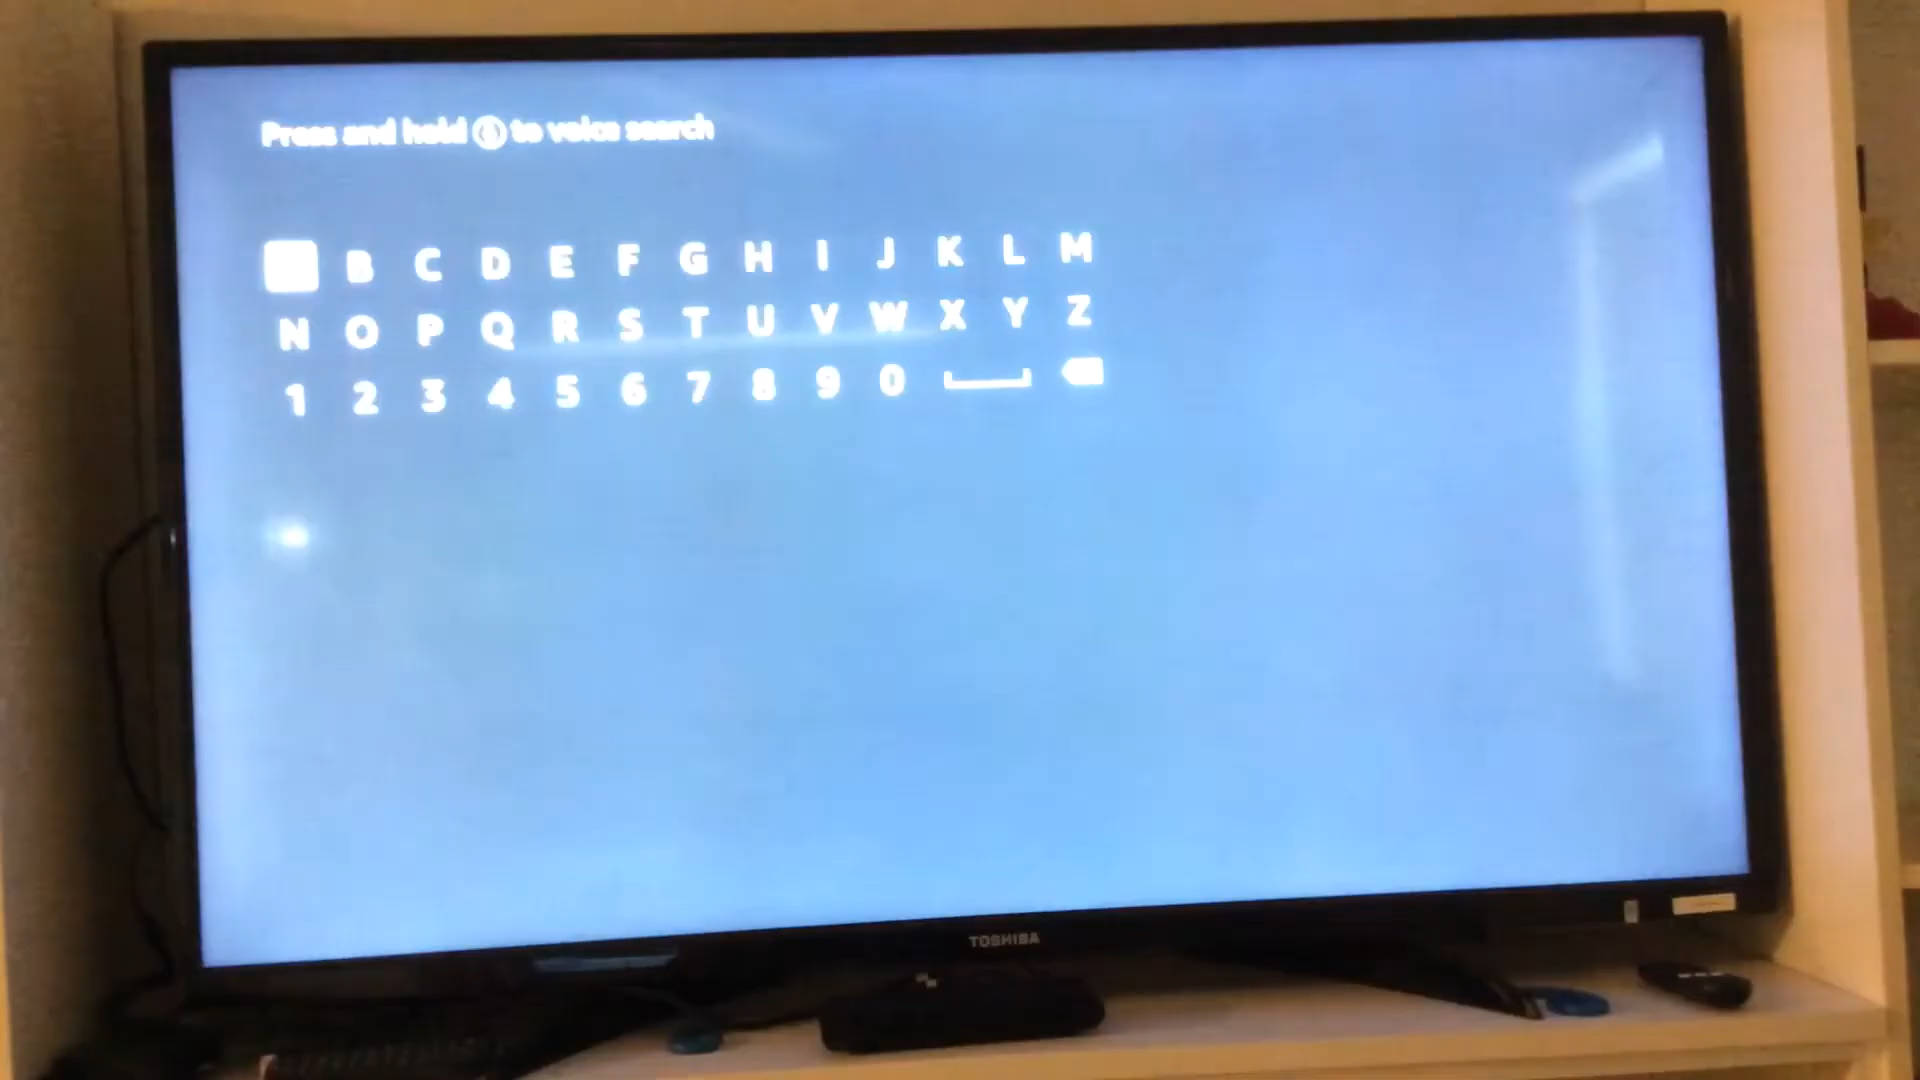 Press and hold to voice search
B C D E F G H I J K L M
N O P Q R S T U V W X Y Z
1 2 3 4 5 6 7 8 9 0
TOSHIBA